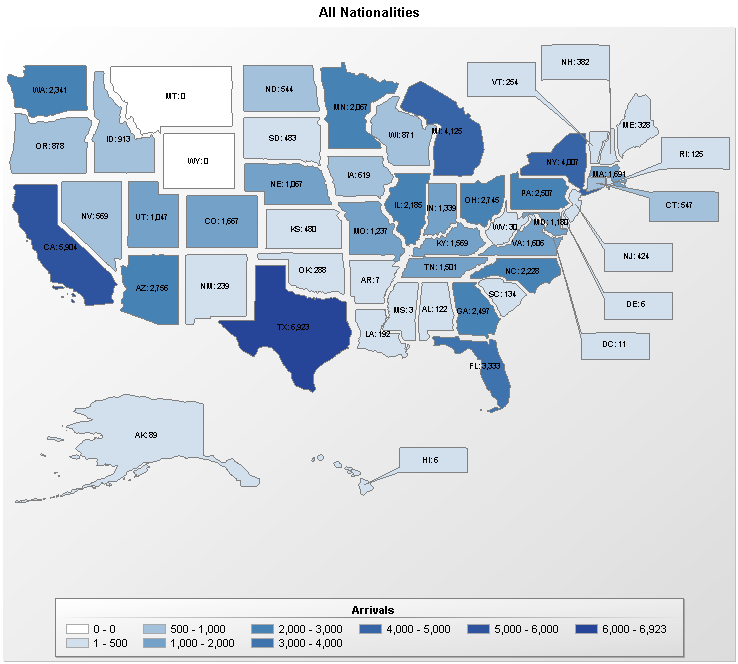 All Nationalities
NH: 382
VT: 254
WA: 2,341
MT: 0
ND: 544
MN: 2,067
ME: 328
OR: 878
ID: 913
SD: 483
WI: 871
MI: 4,125
NY: 4,007
RI: 125
WY: 0
MA: 1,691
NE: 1,067
IA: 619
PA: 2,507
CT: 547
NV: 569
UT: 1,047
CO: 1,667
IL: 2,185
IN: 1,339
OH: 2,745
CA: 5,904
KS: 480
MO: 1,237
WV: 30
MD: 1,180
KY: 1,569
VA: 1,606
NJ: 424
AZ: 2,756
NM: 239
OK: 288
AR: 7
TN: 1,501
NC: 2,228
SC: 134
DE: 6
TX: 6,923
LA: 192
MS: 3
AL: 122
GA: 2,497
DC: 11
FL: 3,333
AK: 89
HI: 6
Arrivals
0 - 0
500 - 1,000
2,000 - 3,000
4,000 - 5,000
5,000 - 6,000
6,000 - 6,923
1 - 500
1,000 - 2,000
3,000 - 4,000